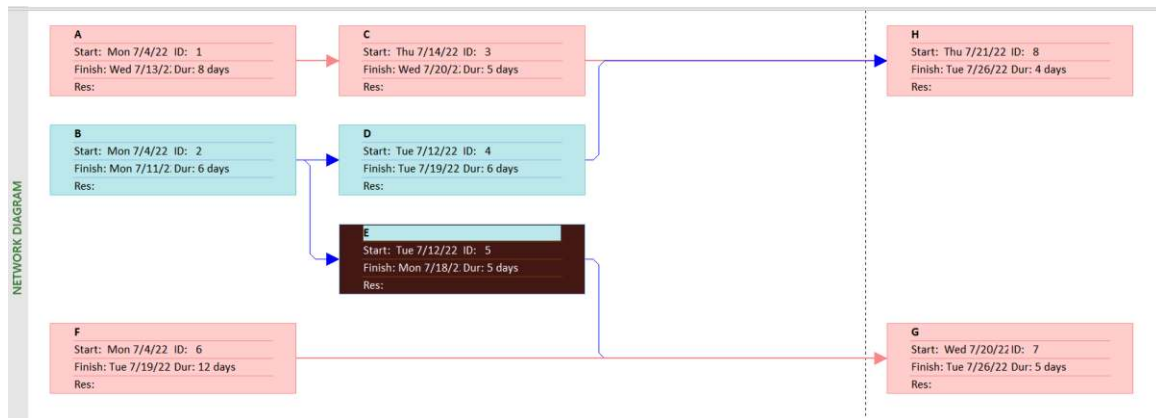 A
Start: Mon 7/4/22 ID: 1
Finish: Wed 7/13/2 Dur: 8 days
Res:
C
Start: Thu 7/14/22 ID: 3
Finish: Wed 7/20/2 Dur: 5 days
Res:
H
Start: Thu 7/21/22 ID: 8
Finish: Tue 7/26/22 Dur: 4 days
Res:
B
Start: Mon 7/4/22 ID: 2
Finish: Mon 7/11/2 Dur: 6 days
Res:
D
Start: Tue 7/12/22 ID: 4
Finish: Tue 7/19/22 Dur: 6 days
Res:
NETWORK DIAGRAM
E
Start: Tue 7/12/22 ID: 5
Finish: Mon 7/18/2 Dur: 5 days
Res:
F
Start: Mon 7/4/22 ID: 6
Finish: Tue 7/19/22 Dur: 12 days
Res:
G
Start: Wed 7/20/22 ID: 7
Finish: Tue 7/26/22 Dur: 5 days
Res: